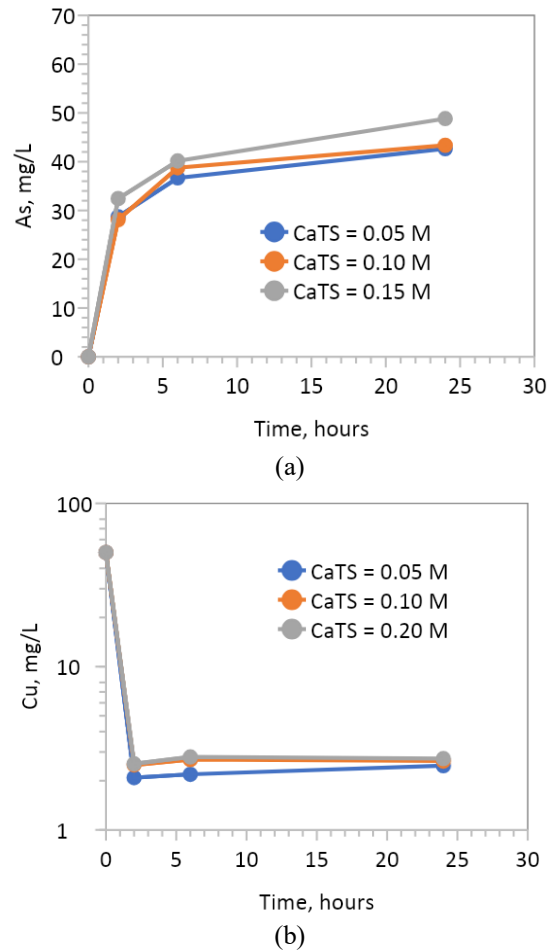 70
60
50
40
30
20
10
0
As, mg/L
CaTS = 0.05 M
CaTS = 0.10 M
CaTS = 0.15 M
0 5 10 15 20 25 30
Time, hours
(a)
100
10
1
Cu, mg/L
CaTS = 0.05 M
CaTS = 0.10 M
CaTS = 0.20 M
0 5 10 15 20 25 30
Time, hours
(b)